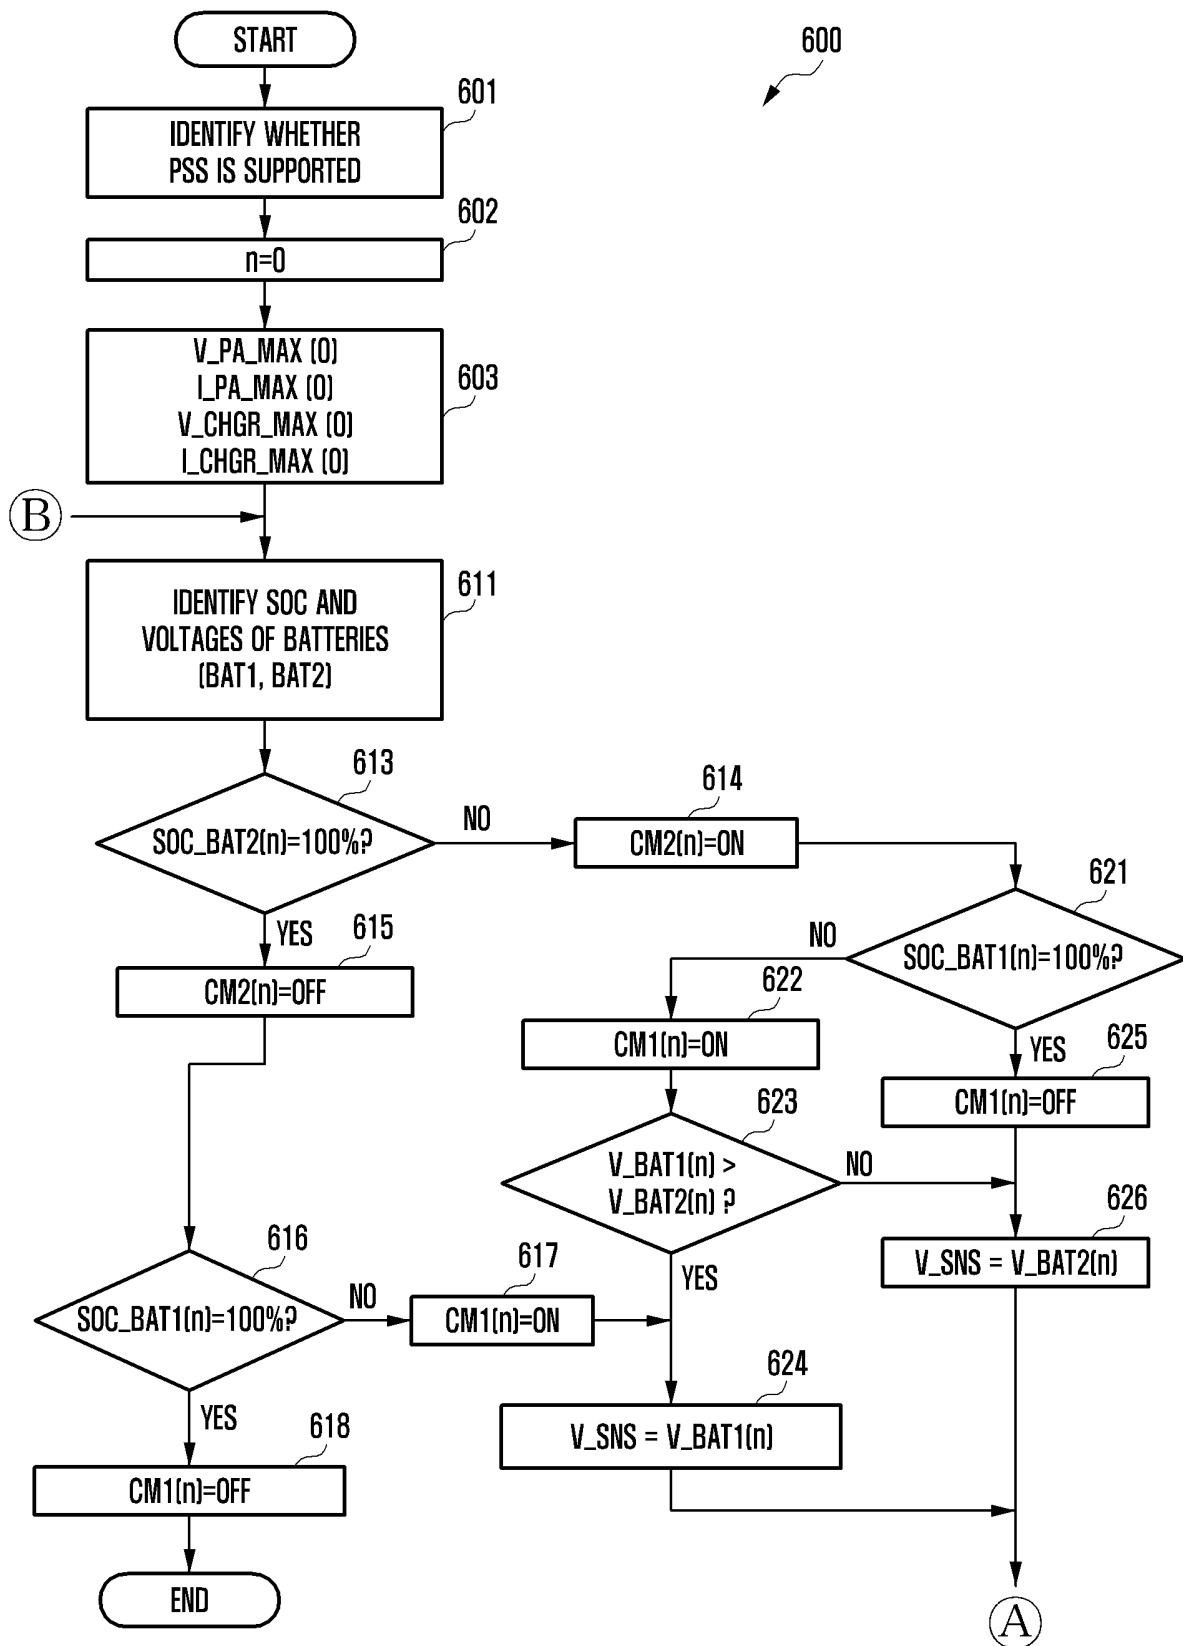 START
600
601
IDENTIFY WHETHER
PSS IS SUPPORTED
602
n=0
603
V_PA_MAX (0)
I_PA_MAX (0)
V_CHGR_MAX (0)
I_CHGR_MAX (0)
B
611
IDENTIFY SOC AND
VOLTAGES OF BATTERIES
(BAT1, BAT2)
613
SOC_BAT2(n)=100%?
NO
614
CM2(n)=ON
YES
615
CM2(n)=OFF
621
SOC_BAT1(n)=100%?
NO
622
CM1(n)=ON
YES
625
CM1(n)=OFF
623
V_BAT1(n) >
V_BAT2(n) ?
NO
YES
626
V_SNS = V_BAT2(n)
616
SOC_BAT1(n)=100%?
NO
617
CM1(n)=ON
624
V_SNS = V_BAT1(n)
YES
618
CM1(n)=OFF
END
A